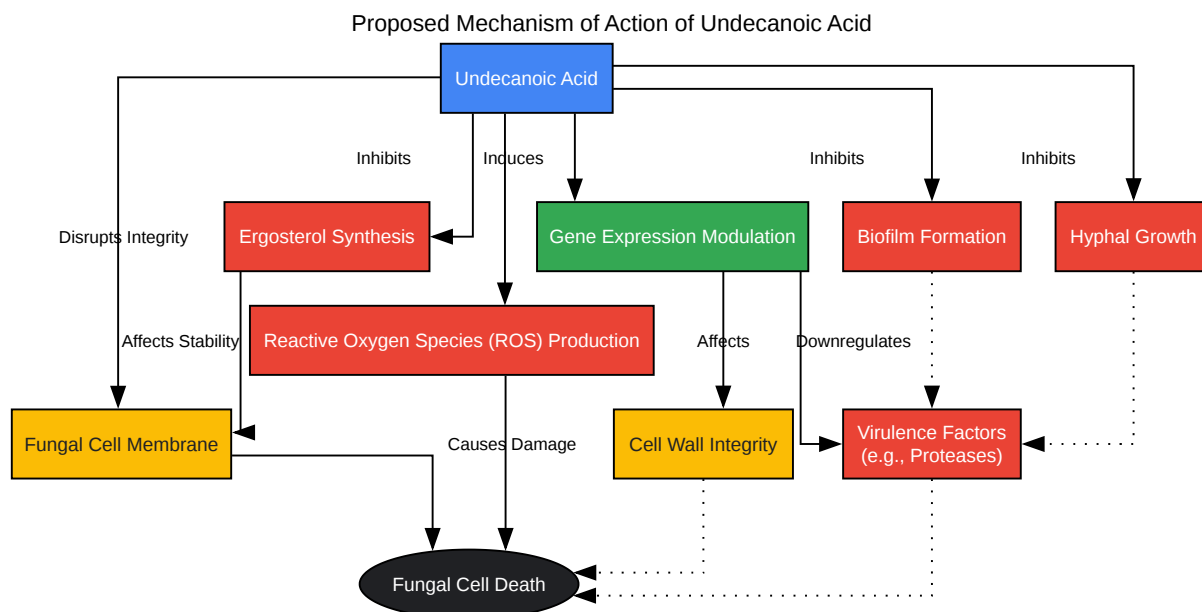 Proposed Mechanism of Action of Undecanoic Acid
Undecanoic Acid
Inhibits
Induces
Inhibits
Inhibits
Disrupts Integrity
Ergosterol Synthesis
Gene Expression Modulation
Biofilm Formation
Hyphal Growth
Affects Stability
Reactive Oxygen Species (ROS) Production
Affects
Downregulates
Fungal Cell Membrane
Causes Damage
Cell Wall Integrity
Virulence Factors
(e.g., Proteases)
Fungal Cell Death